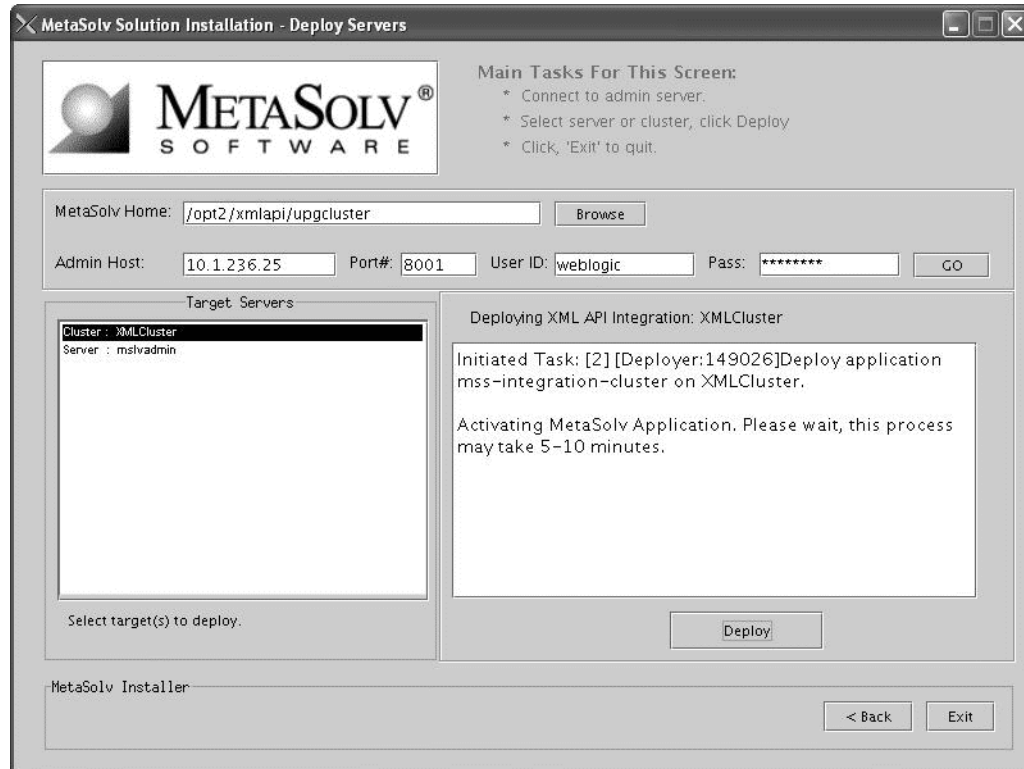 MetaSolv Solution Installation - Deploy Servers
METASOLV®
SOFTWARE
Main Tasks For This Screen:
* Connect to admin server.
* Select server or cluster, click Deploy
* Click, 'Exit' to quit.
MetaSolv Home: /opt2/xmlapi/upgcluster Browse
Admin Host: 10.1.236.25 Port#: 8001 User ID: weblogic Pass: ******** GO
Target Servers
Cluster : XMLCluster
Server : mslvadmin
Select target(s) to deploy.
Deploying XML API Integration: XMLCluster
Initiated Task: [2] [Deployer:149026]Deploy application
mss-integration-cluster on XMLCluster.
Activating MetaSolv Application. Please wait, this process
may take 5-10 minutes.
Deploy
MetaSolv Installer
< Back Exit